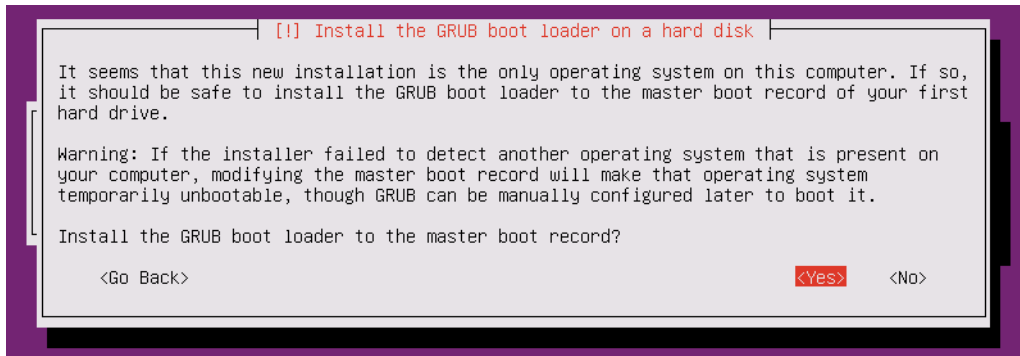 [!] Install the GRUB boot loader on a hard disk
It seems that this new installation is the only operating system on this computer. If so,
it should be safe to install the GRUB boot loader to the master boot record of your first
hard drive.
Warning: If the installer failed to detect another operating system that is present on
your computer, modifying the master boot record will make that operating system
temporarily unbootable, though GRUB can be manually configured later to boot it.
Install the GRUB boot loader to the master boot record?
<Go Back> <Yes> <No>